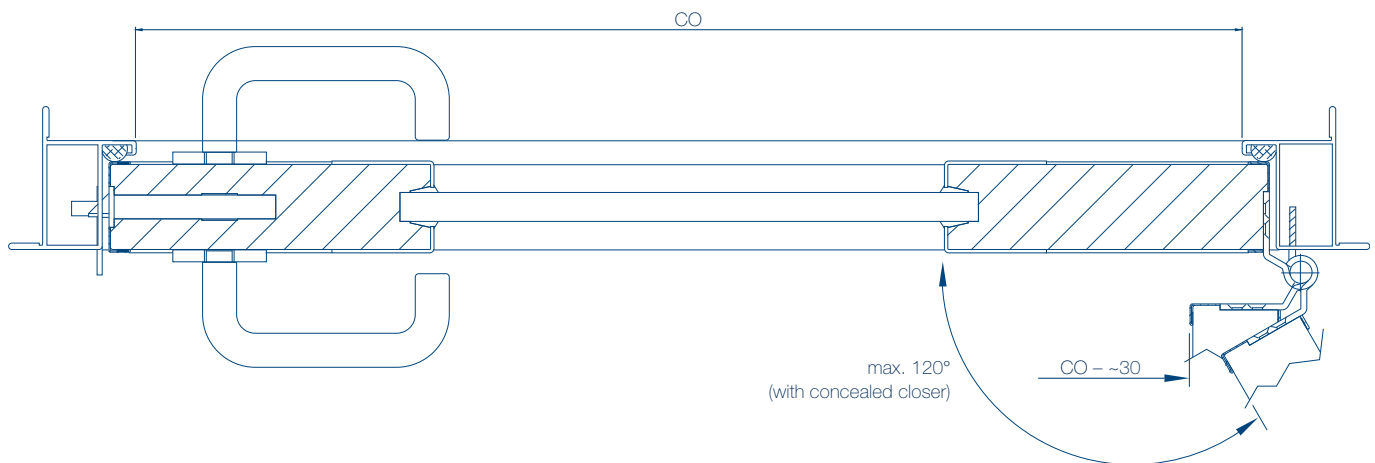 CO
max. 120°
(with concealed closer)
CO – ~30